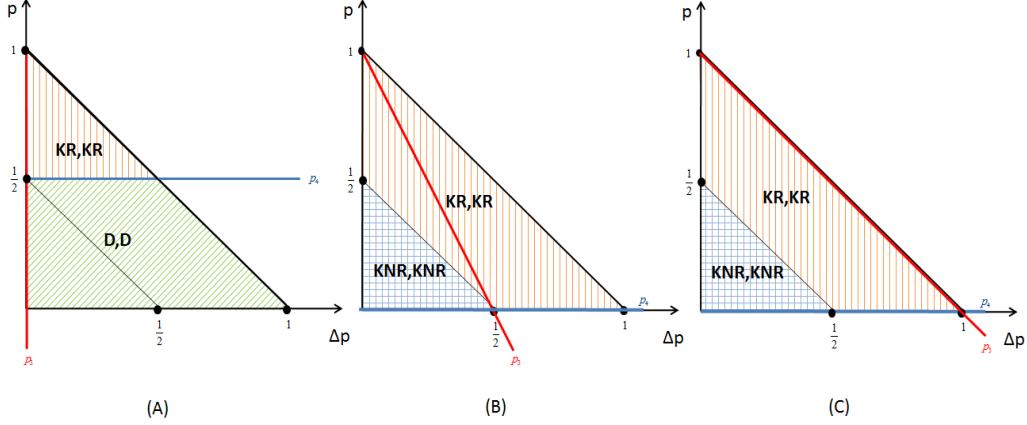 p
1
KR,KR
1/2
p₄
D,D
1/2
1
Δp
p₃
(A)
p
1
1/2
KR,KR
KNR,KNR
p₄
1/2
1
Δp
p₃
(B)
p
1
1/2
KR,KR
KNR,KNR
p₄
1/2
1
Δp
p₃
(C)